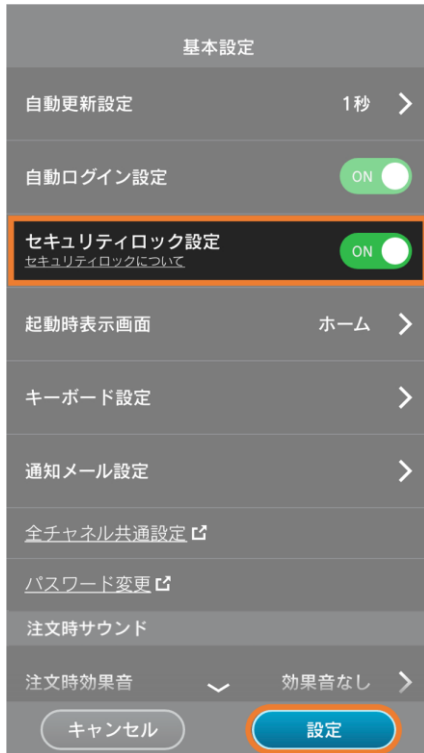 基本設定
自動更新設定 1秒
自動ログイン設定 ON
セキュリティロック設定 ON
セキュリティロックについて
起動時表示画面 ホーム
キーボード設定
通知メール設定
全チャネル共通設定
パスワード変更
注文時サウンド
注文時効果音 効果音なし
キャンセル 設定